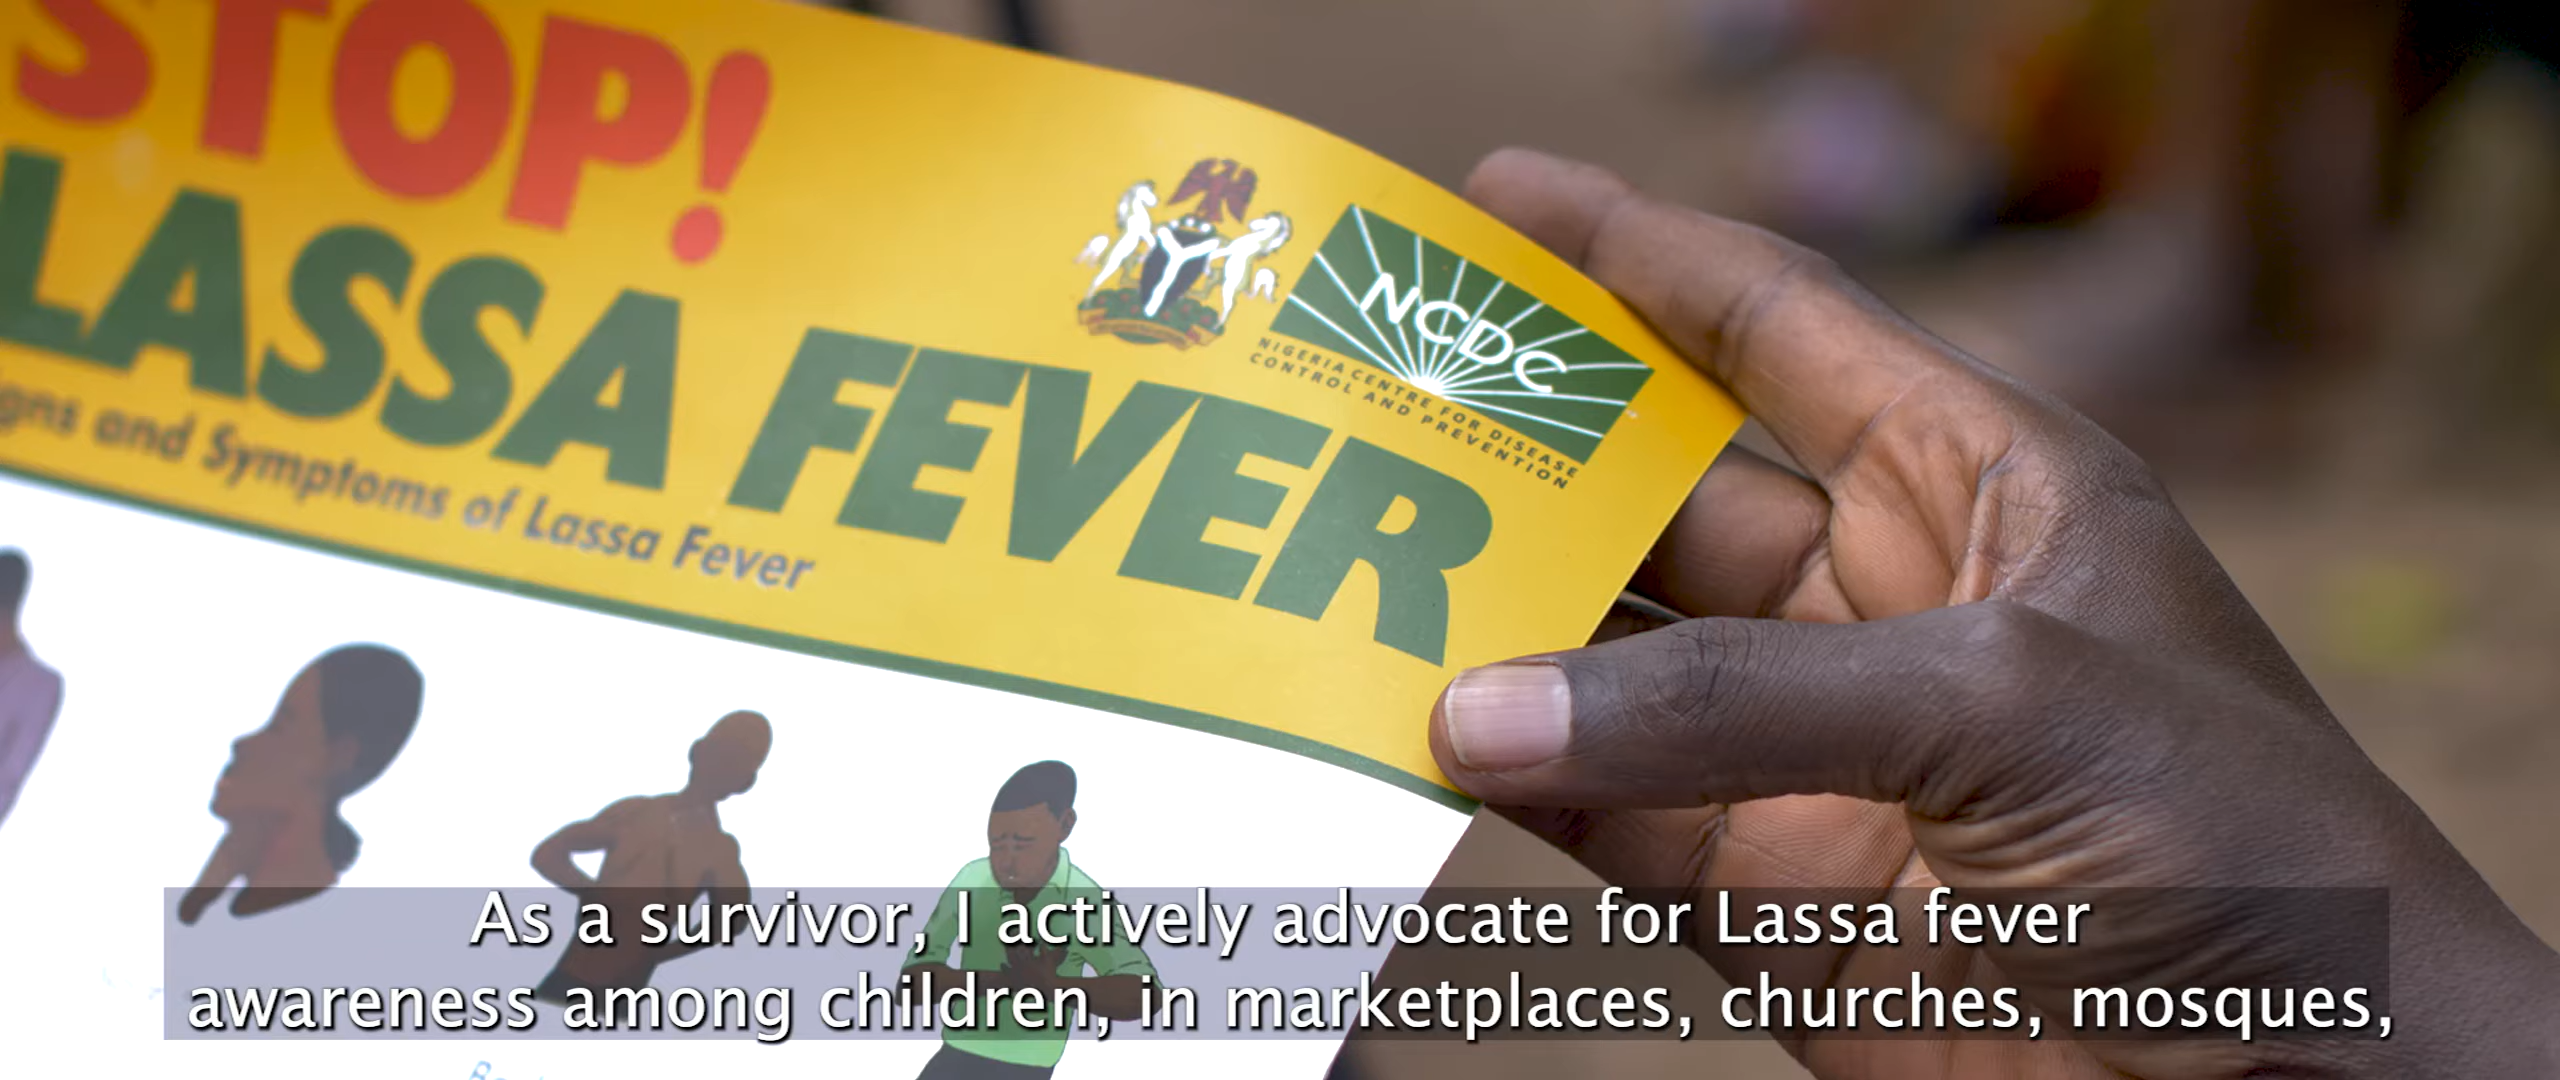 STOP!
LASSA FEVER
NCDC
NIGERIA CENTRE FOR DISEASE
CONTROL AND PREVENTION
and Symptoms of Lassa Fever
As a survivor, I actively advocate for Lassa fever
awareness among children, in marketplaces, churches, mosques,